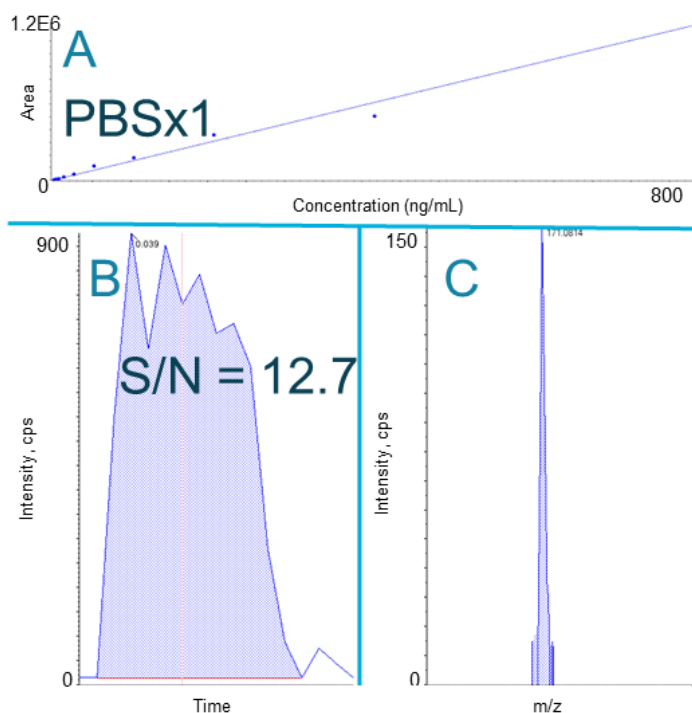 1.2E6
A
Area
PBSx1
0
Concentration (ng/mL)
800
900
0.039
B
S/N = 12.7
Intensity, cps
0
Time
150
171.0814
C
Intensity, cps
0
m/z